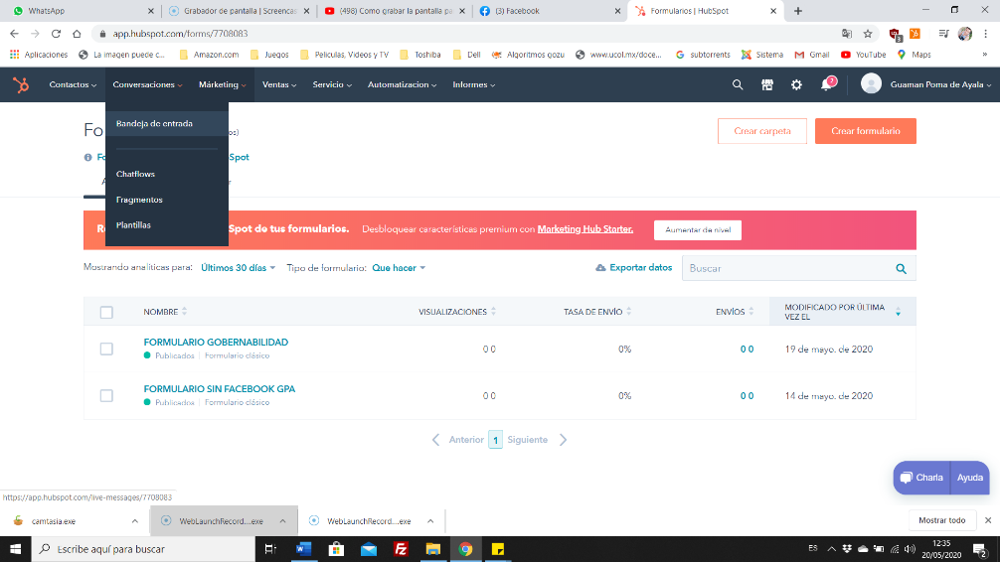 WhatsApp
Grabador de pantalla | Screencas
(498) Como grabar la pantalla pa
(3) Facebook
Formularios | HubSpot
app.hubspot.com/forms/7708083
3
Aplicaciones
La imagen puede c...
Amazon.com
Juegos
Peliculas, Videos y TV
Toshiba
Dell
Algoritmos gozu
www.ucol.mx/doce...
subtorrents
Sistema
Gmail
YouTube
Maps
»
Contactos
Conversaciones
Márketing
Ventas
Servicio
Automatizacion
Informes
2
Guaman Poma de Ayala
Bandeja de entrada
Chatflows
Fragmentos
Plantillas
Fo
os)
Crear carpeta
Crear formulario
Fo
Spot
A
r
R
Spot de tus formularios.
Desbloquear características premium con Marketing Hub Starter.
Aumentar de nivel
Mostrando analíticas para:
Últimos 30 días
Tipo de formulario:
Que hacer
Exportar datos
Buscar
NOMBRE
VISUALIZACIONES
TASA DE ENVÍO
ENVÍOS
MODIFICADO POR ÚLTIMA
VEZ EL
FORMULARIO GOBERNABILIDAD
Publicados | Formulario clásico
0 0
0%
0 0
19 de mayo. de 2020
FORMULARIO SIN FACEBOOK GPA
Publicados | Formulario clásico
0 0
0%
0 0
14 de mayo. de 2020
Anterior
1
Siguiente
Charla
Ayuda
https://app.hubspot.com/live-messages/7708083
camtasia.exe
WebLaunchRecord....exe
WebLaunchRecord....exe
Mostrar todo
Escribe aquí para buscar
ES
12:35
20/05/2020
2